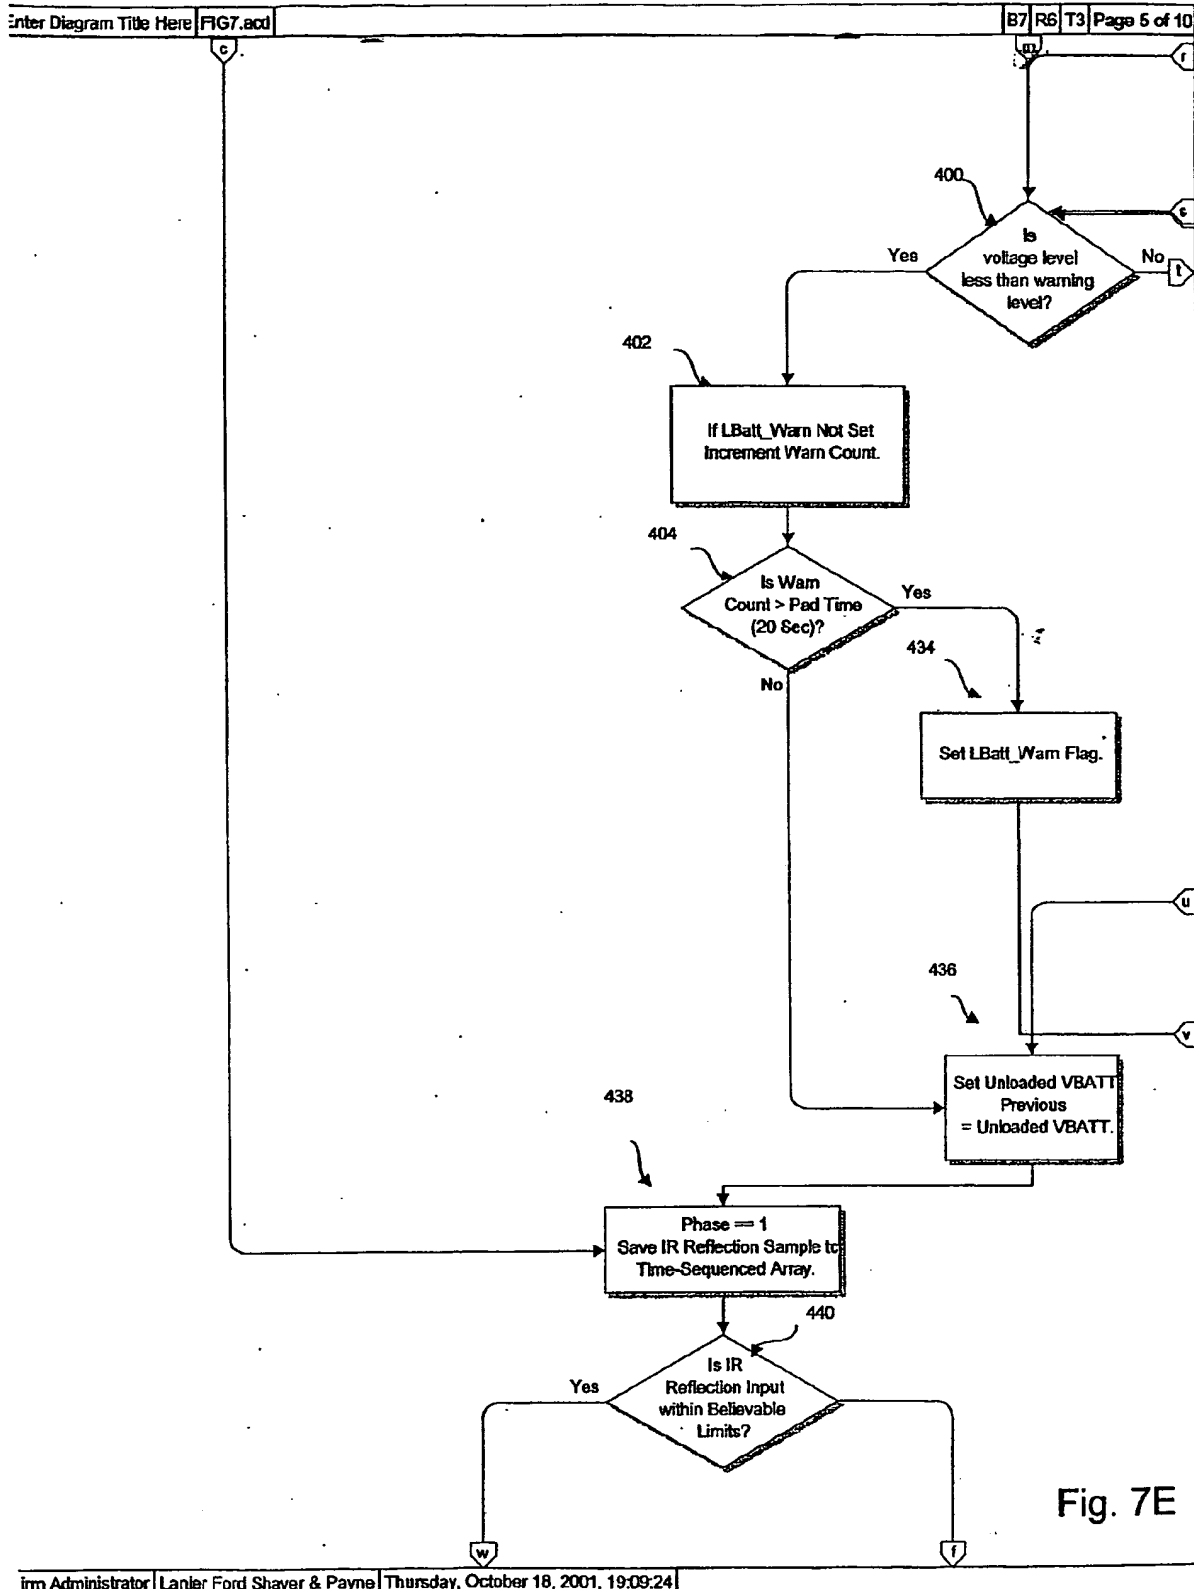 Enter Diagram Title Here FIG7.acd B7 R6 T3 Page 5 of 10
c
m
r
400
s
Is
voltage level
less than warning
level?
Yes
No
t
402
If LBatt_Warn Not Set
Increment Warn Count.
404
Is Warn
Count > Pad Time
(20 Sec)?
Yes
No
434
Set LBatt_Warn Flag.
u
436
v
Set Unloaded VBATT
Previous
= Unloaded VBATT.
438
Phase == 1
Save IR Reflection Sample to
Time-Sequenced Array.
440
Is IR
Reflection Input
within Believable
Limits?
Yes
w
f
Fig. 7E
irm Administrator Lanier Ford Shaver & Payne Thursday, October 18, 2001, 19:09:24